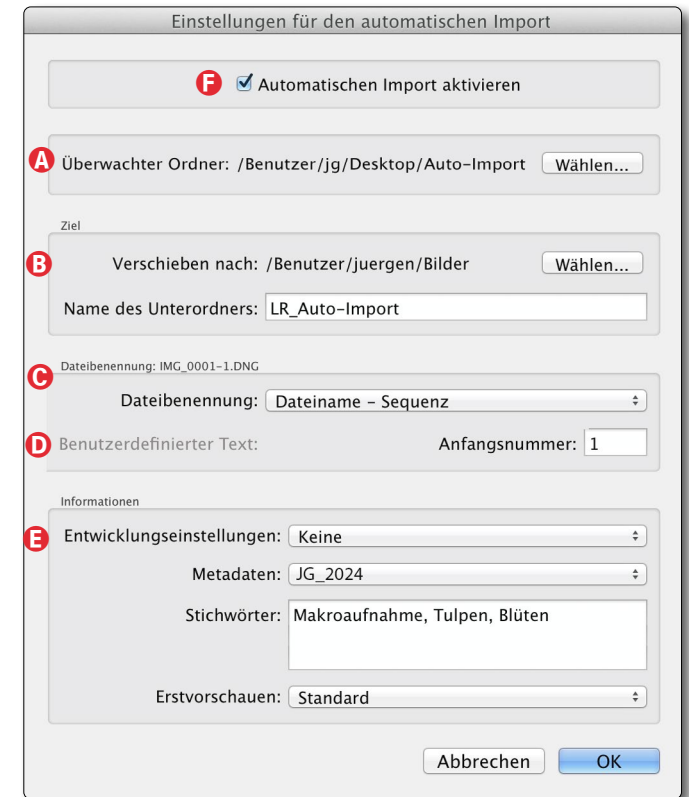 Einstellungen für den automatischen Import
F Automatischen Import aktivieren
A Überwachter Ordner: /Benutzer/jg/Desktop/Auto-Import Wählen...
Ziel
B Verschieben nach: /Benutzer/juergen/Bilder Wählen...
Name des Unterordners: LR_Auto-Import
Dateibenennung: IMG_0001-1.DNG
C
Dateibenennung: Dateiname – Sequenz
D Benutzerdefinierter Text: Anfangsnummer: 1
Informationen
E Entwicklungseinstellungen: Keine
Metadaten: JG_2024
Stichwörter: Makroaufnahme, Tulpen, Blüten
Erstvorschauen: Standard
Abbrechen OK